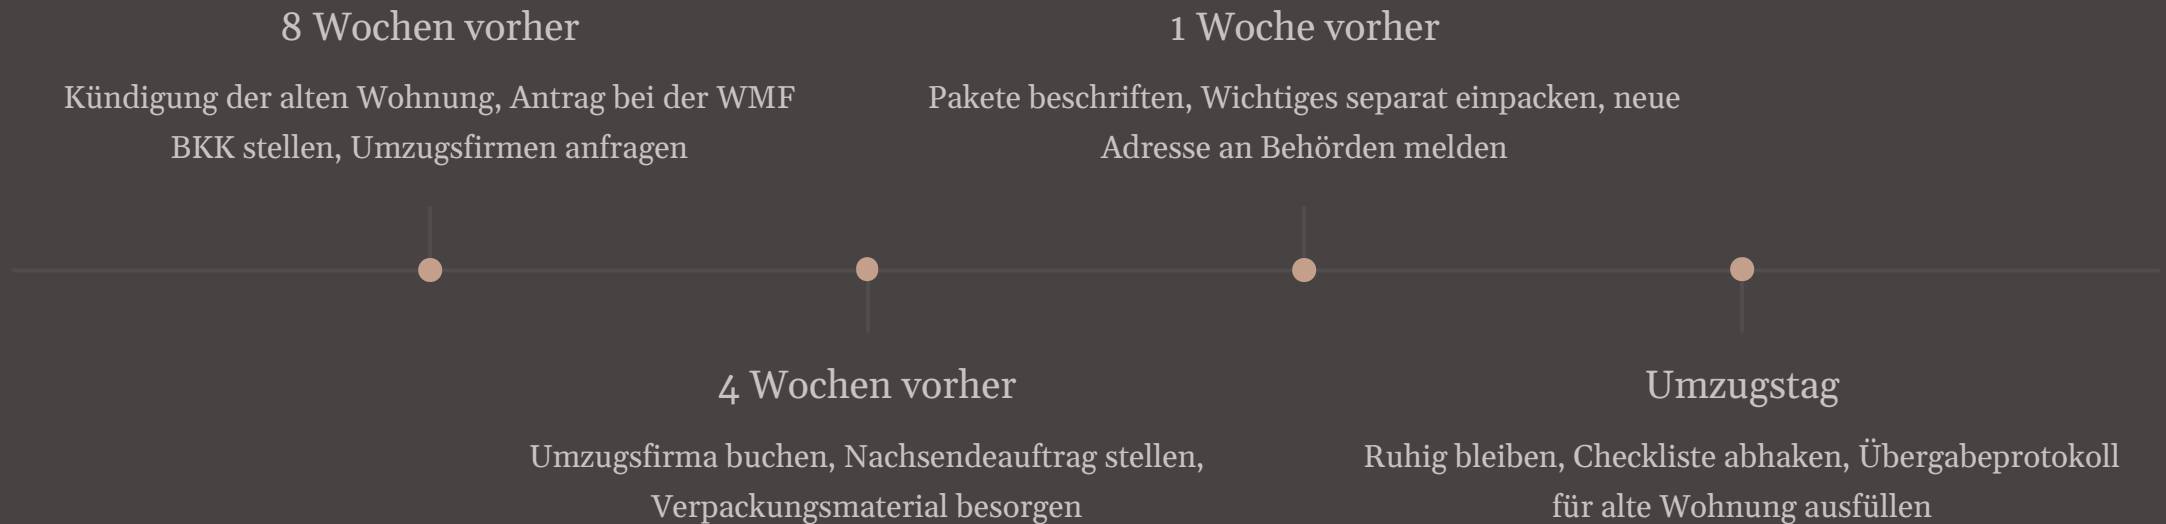 8 Wochen vorher
Kündigung der alten Wohnung, Antrag bei der WMF
BKK stellen, Umzugsfirmen anfragen
4 Wochen vorher
Umzugsfirma buchen, Nachsendeauftrag stellen,
Verpackungsmaterial besorgen
1 Woche vorher
Pakete beschriften, Wichtiges separat einpacken, neue
Adresse an Behörden melden
Umzugstag
Ruhig bleiben, Checkliste abhaken, Übergabeprotokoll
für alte Wohnung ausfüllen